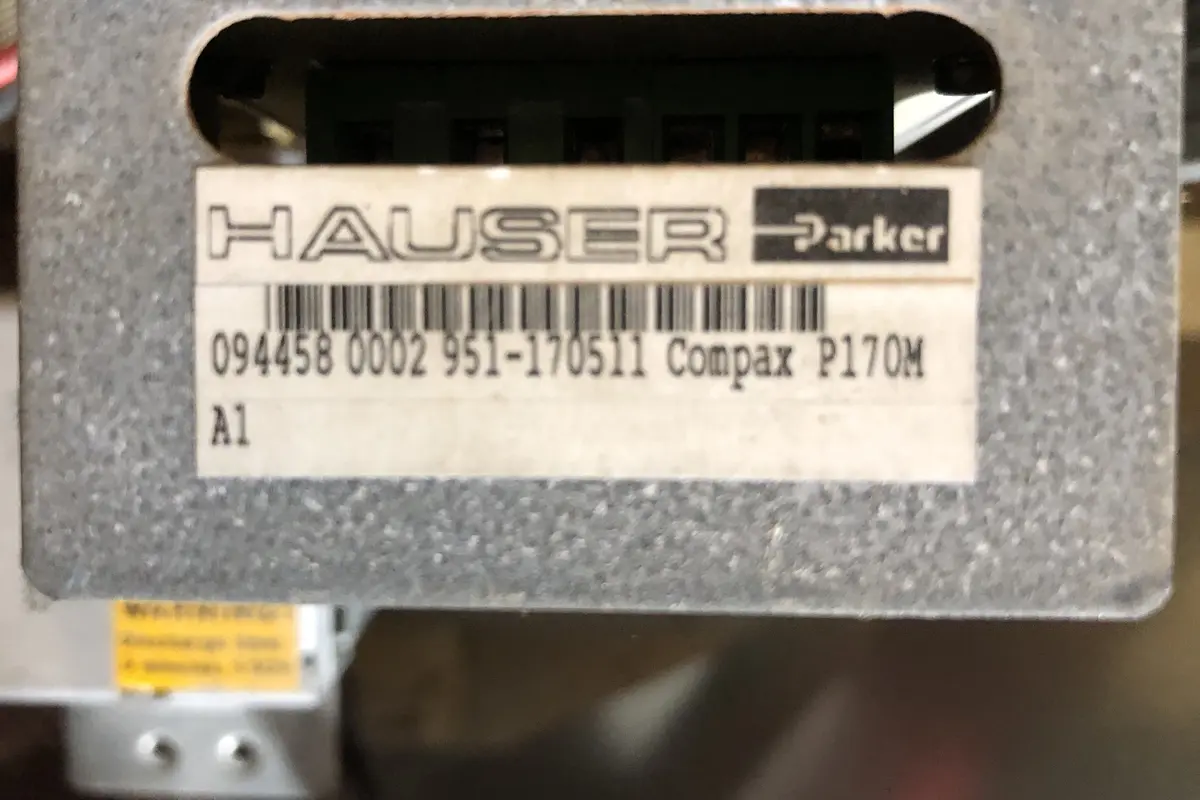 HAUSER Parker
094458 0002 951-170511 Compax P170M
A1